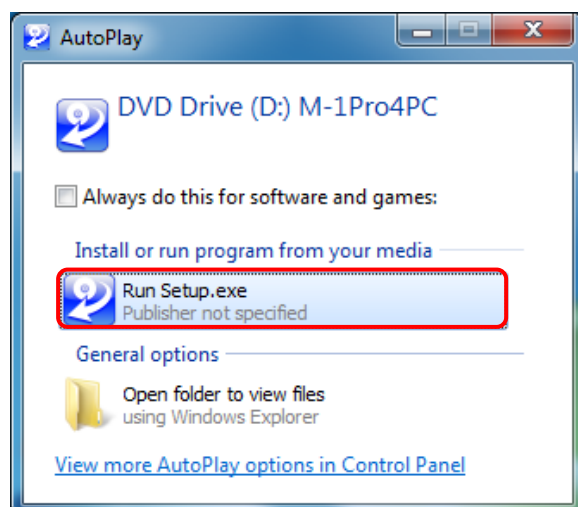 AutoPlay
DVD Drive (D:) M-1Pro4PC
Always do this for software and games:
Install or run program from your media
Run Setup.exe
Publisher not specified
General options
Open folder to view files
using Windows Explorer
View more AutoPlay options in Control Panel